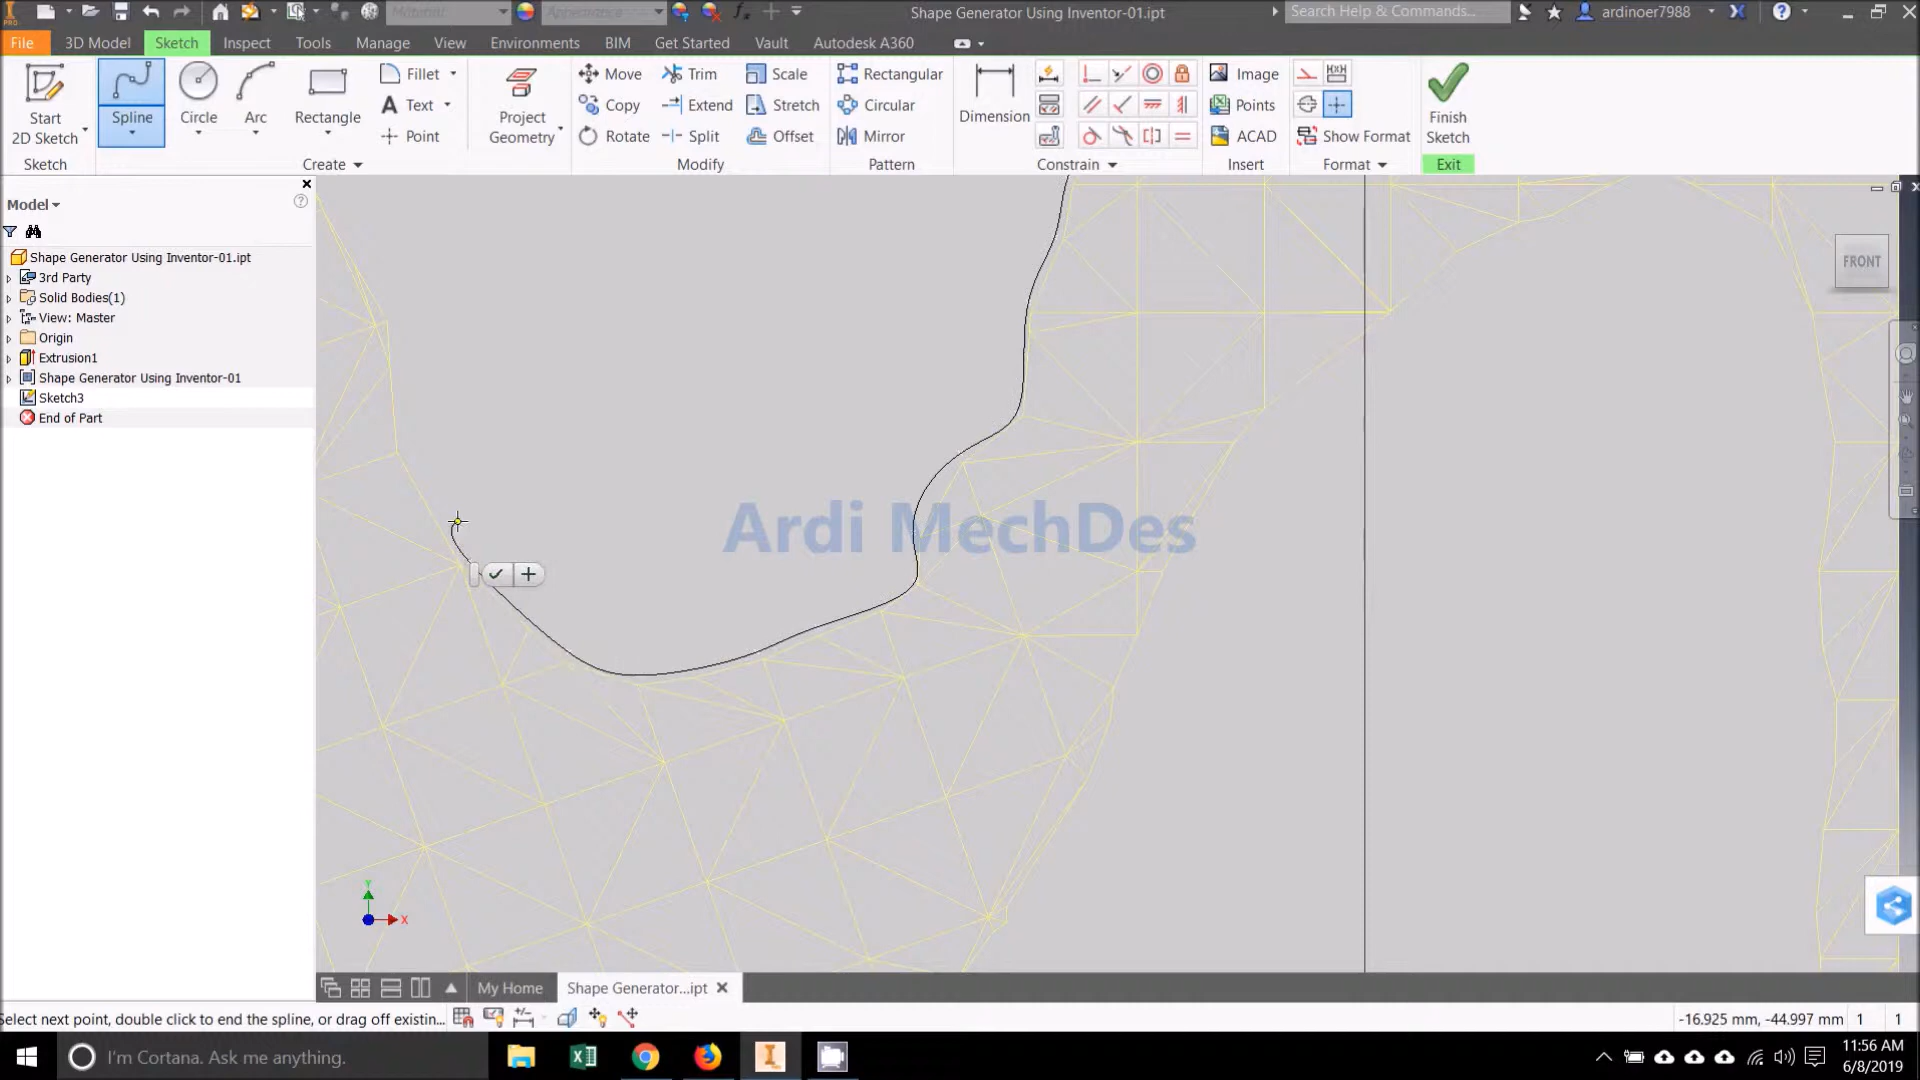 Material
Appearance
Shape Generator Using Inventor-01.ipt
Search Help & Commands...
ardinoer7988
PRO
File
3D Model
Sketch
Inspect
Tools
Manage
View
Environments
BIM
Get Started
Vault
Autodesk A360
Start
2D Sketch
Spline
Circle
Arc
Rectangle
Fillet
Text
Point
Project
Geometry
Move
Copy
Rotate
Trim
Extend
Split
Scale
Stretch
Offset
Rectangular
Circular
Mirror
Dimension
Image
Points
ACAD
Show Format
Finish
Sketch
Sketch
Create
Modify
Pattern
Constrain
Insert
Format
Exit
Model
Shape Generator Using Inventor-01.ipt
3rd Party
Solid Bodies(1)
View: Master
Origin
Extrusion1
Shape Generator Using Inventor-01
Sketch3
End of Part
FRONT
Ardi MechDes
Y
X
My Home
Shape Generator...ipt
Select next point, double click to end the spline, or drag off existin...
-16.925 mm, -44.997 mm
1
1
I'm Cortana. Ask me anything.
11:56 AM
6/8/2019